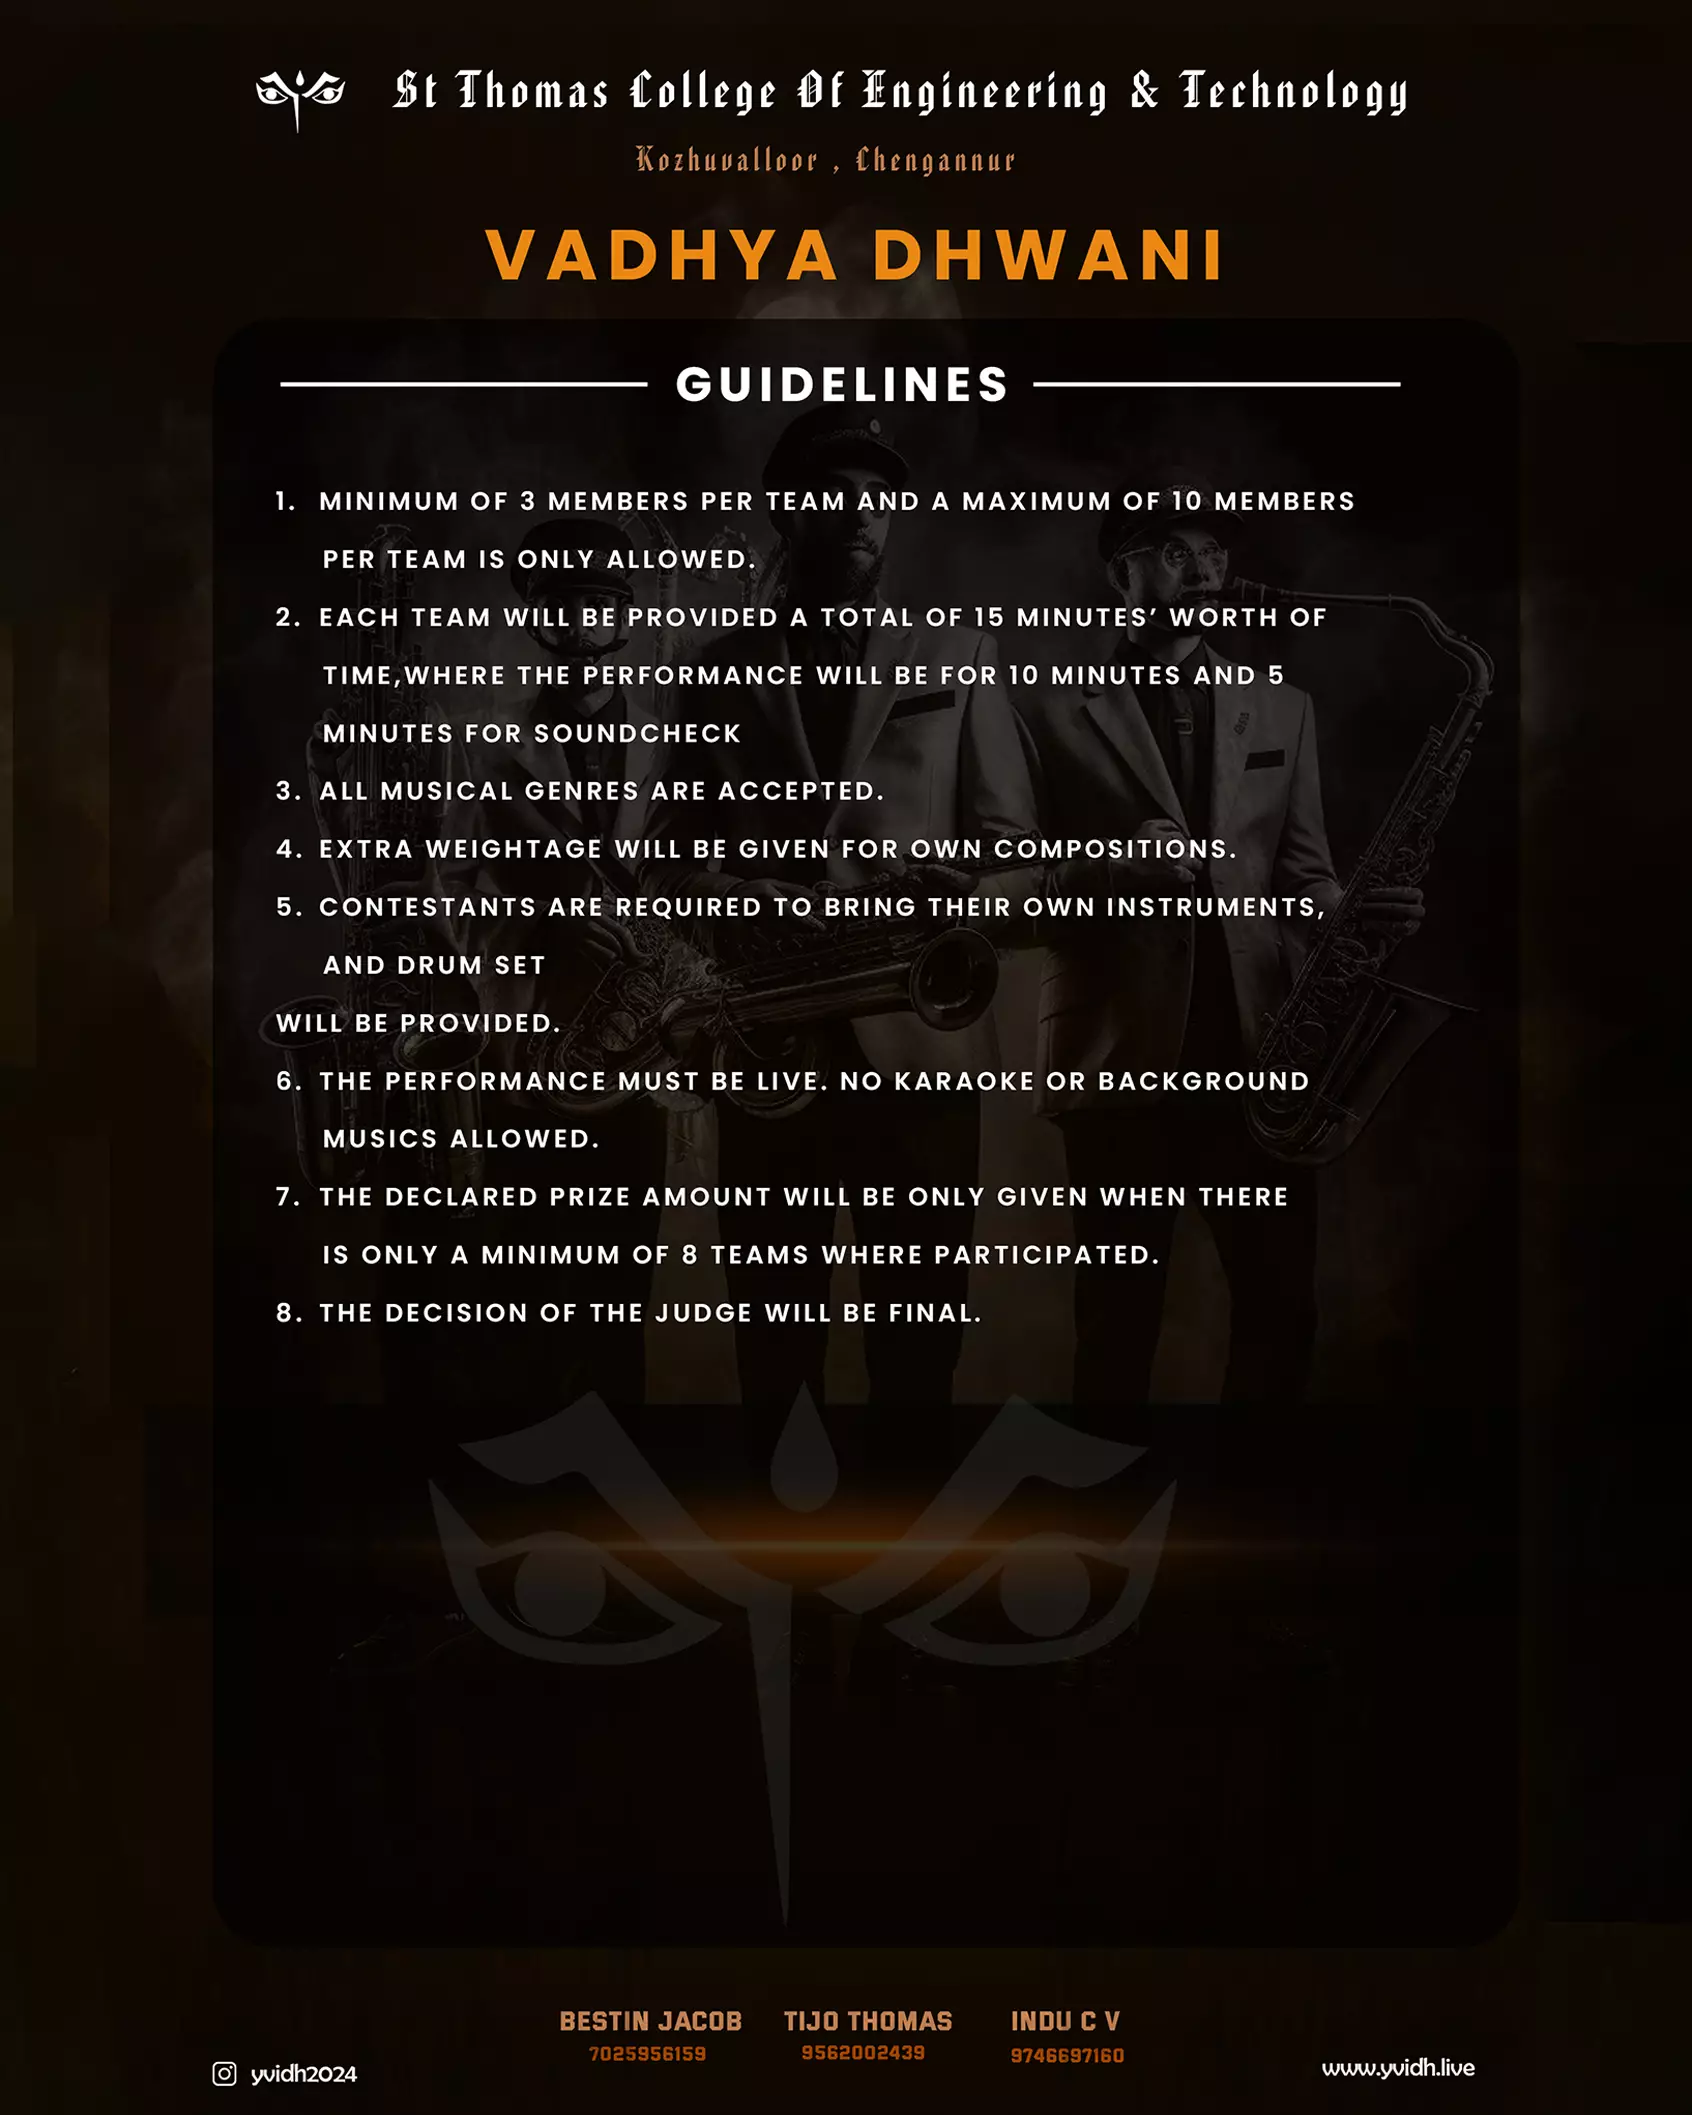 St Thomas College Of Engineering & Technology
Kozhuvalloor , Chengannur
VADHYA DHWANI
GUIDELINES
1. MINIMUM OF 3 MEMBERS PER TEAM AND A MAXIMUM OF 10 MEMBERS
PER TEAM IS ONLY ALLOWED.
2. EACH TEAM WILL BE PROVIDED A TOTAL OF 15 MINUTES’ WORTH OF
TIME,WHERE THE PERFORMANCE WILL BE FOR 10 MINUTES AND 5
MINUTES FOR SOUNDCHECK
3. ALL MUSICAL GENRES ARE ACCEPTED.
4. EXTRA WEIGHTAGE WILL BE GIVEN FOR OWN COMPOSITIONS.
5. CONTESTANTS ARE REQUIRED TO BRING THEIR OWN INSTRUMENTS,
AND DRUM SET
WILL BE PROVIDED.
6. THE PERFORMANCE MUST BE LIVE. NO KARAOKE OR BACKGROUND
MUSICS ALLOWED.
7. THE DECLARED PRIZE AMOUNT WILL BE ONLY GIVEN WHEN THERE
IS ONLY A MINIMUM OF 8 TEAMS WHERE PARTICIPATED.
8. THE DECISION OF THE JUDGE WILL BE FINAL.
BESTIN JACOB TIJO THOMAS INDU C V
7025956159 9562002439 9746697160
yvidh2024 www.yvidh.live